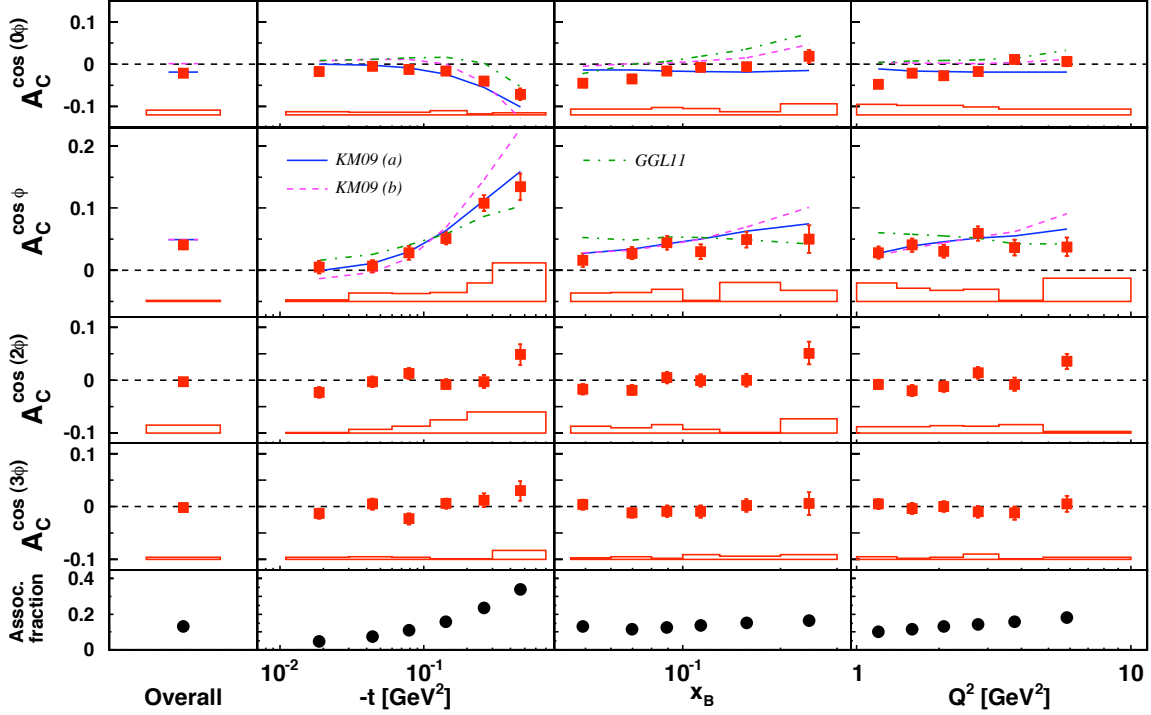 A_C^cos (0φ)
0.1
0
-0.1
A_C^cos φ
0.2
0.1
0
KM09 (a)
KM09 (b)
GGL11
A_C^cos (2φ)
0.1
0
-0.1
A_C^cos (3φ)
0.1
0
-0.1
Assoc.
fraction
0.4
0.2
0
10^-2
10^-1
10^-1
1
10
Overall
-t [GeV^2]
x_B
Q^2 [GeV^2]